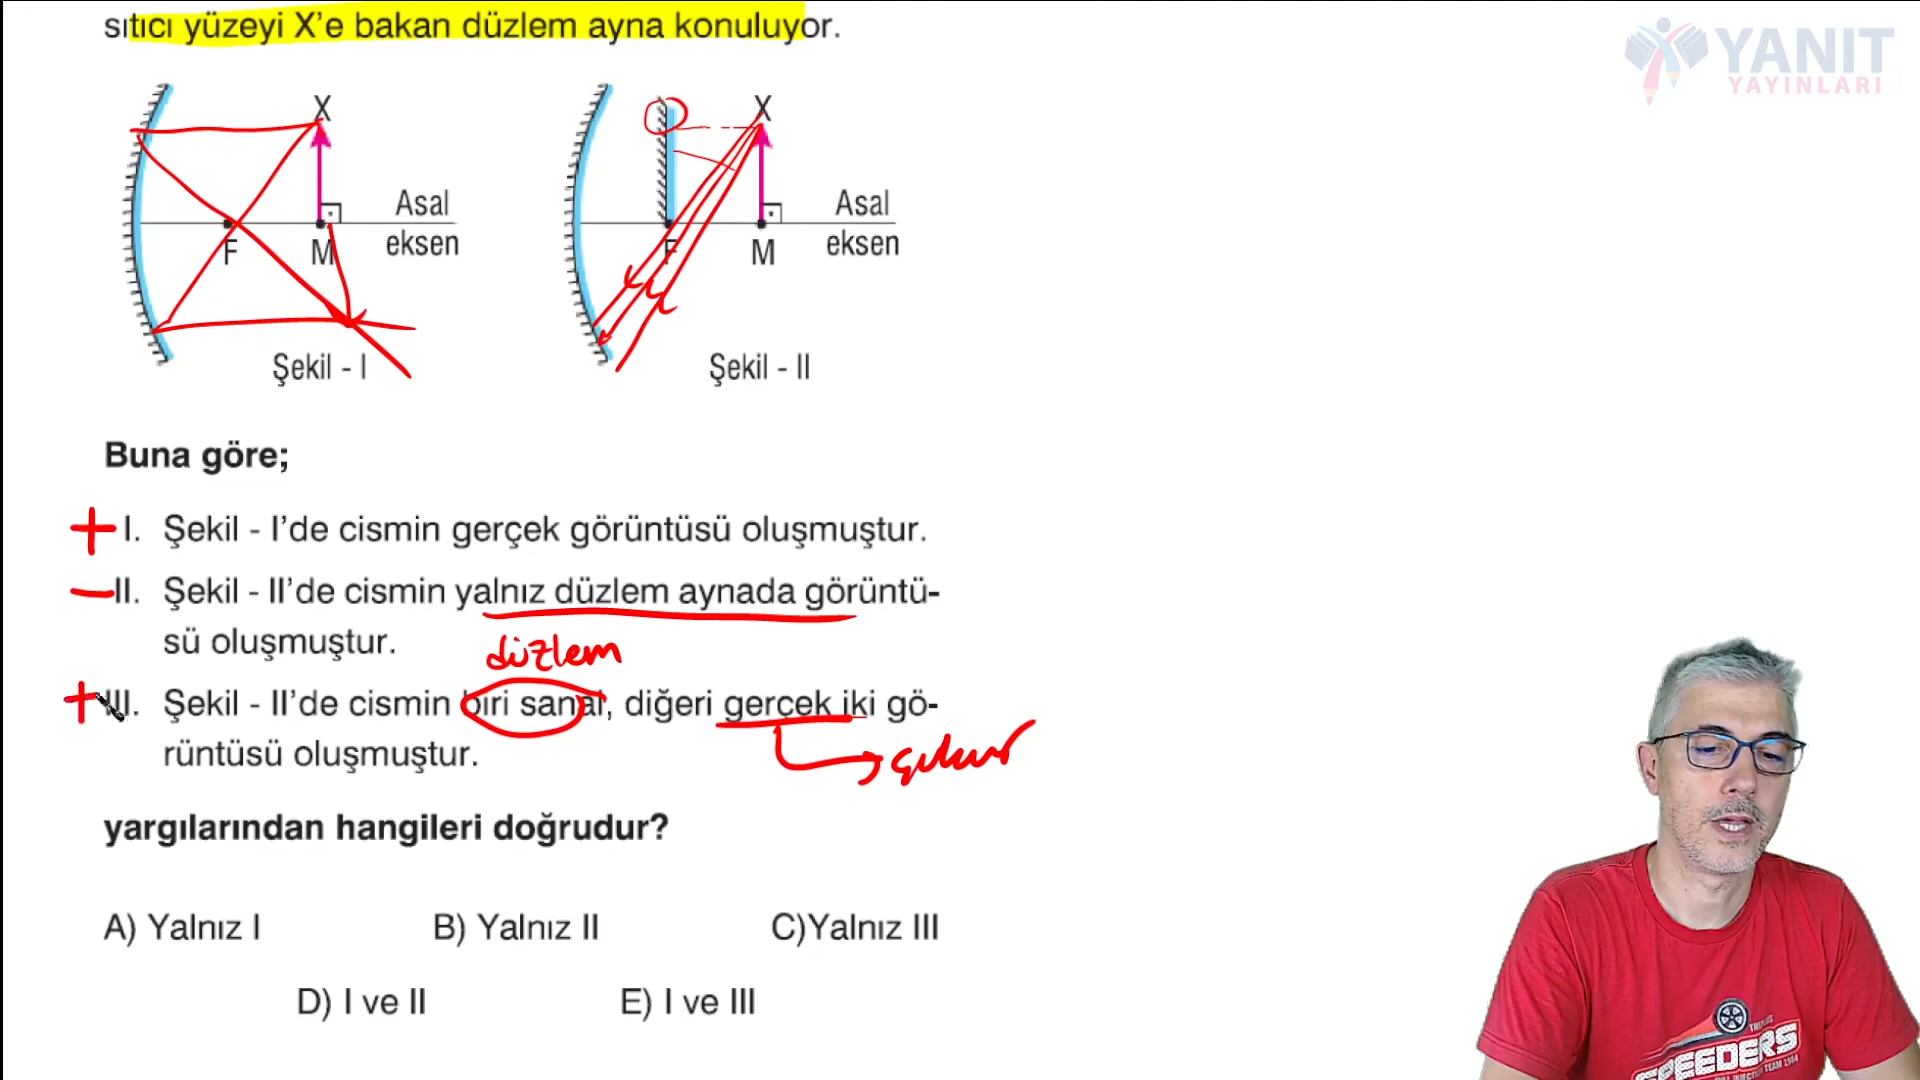 sıtıcı yüzeyi X'e bakan düzlem ayna konuluyor.
YANIT
YAYINLARI
X
Asal
eksen
F
M
Şekil - I
X
Asal
eksen
F
M
Şekil - II
Buna göre;
+ I. Şekil - I'de cismin gerçek görüntüsü oluşmuştur.
− II. Şekil - II'de cismin yalnız düzlem aynada görüntü-
sü oluşmuştur.
düzlem
+ III. Şekil - II'de cismin biri sanal, diğeri gerçek iki gö-
rüntüsü oluşmuştur.
çukur
yargılarından hangileri doğrudur?
A) Yalnız I
B) Yalnız II
C)Yalnız III
D) I ve II
E) I ve III
SPEEDERS